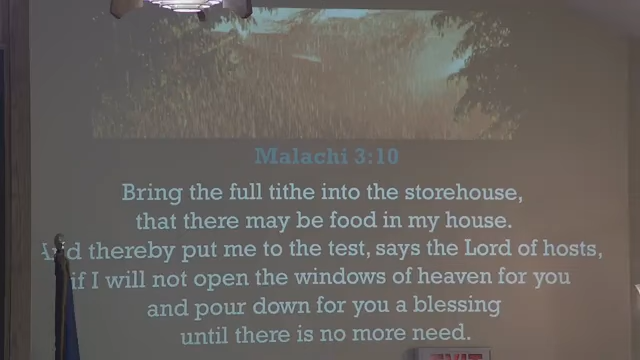 Malachi 3:10
Bring the full tithe into the storehouse,
that there may be food in my house.
And thereby put me to the test, says the Lord of hosts,
if I will not open the windows of heaven for you
and pour down for you a blessing
until there is no more need.
EXIT